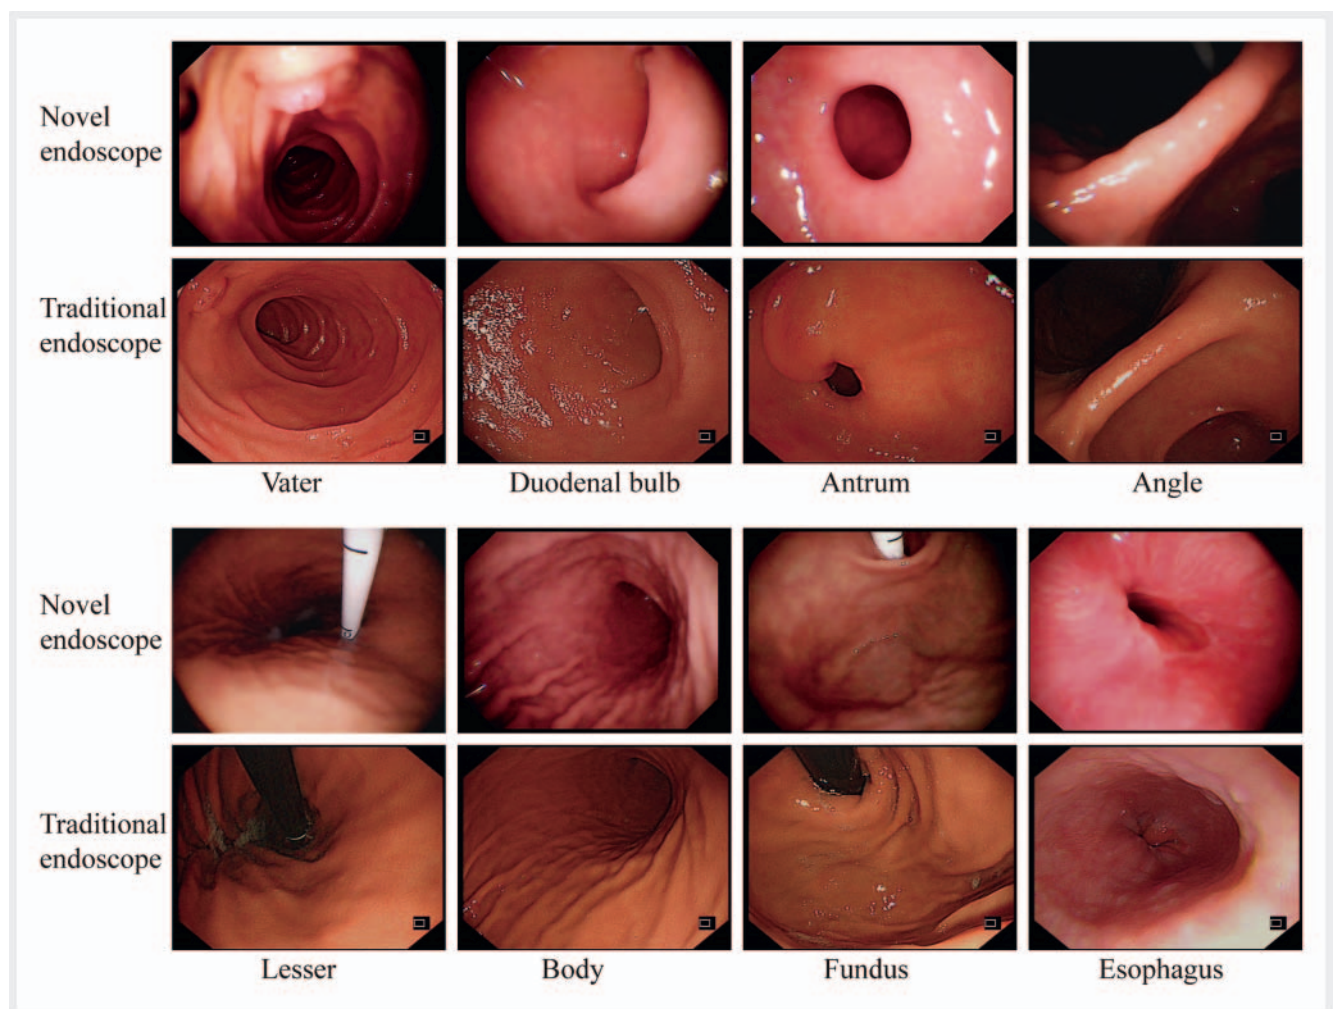 Novel
endoscope
Traditional
endoscope
Vater
Duodenal bulb
Antrum
Angle
Novel
endoscope
Traditional
endoscope
Lesser
Body
Fundus
Esophagus